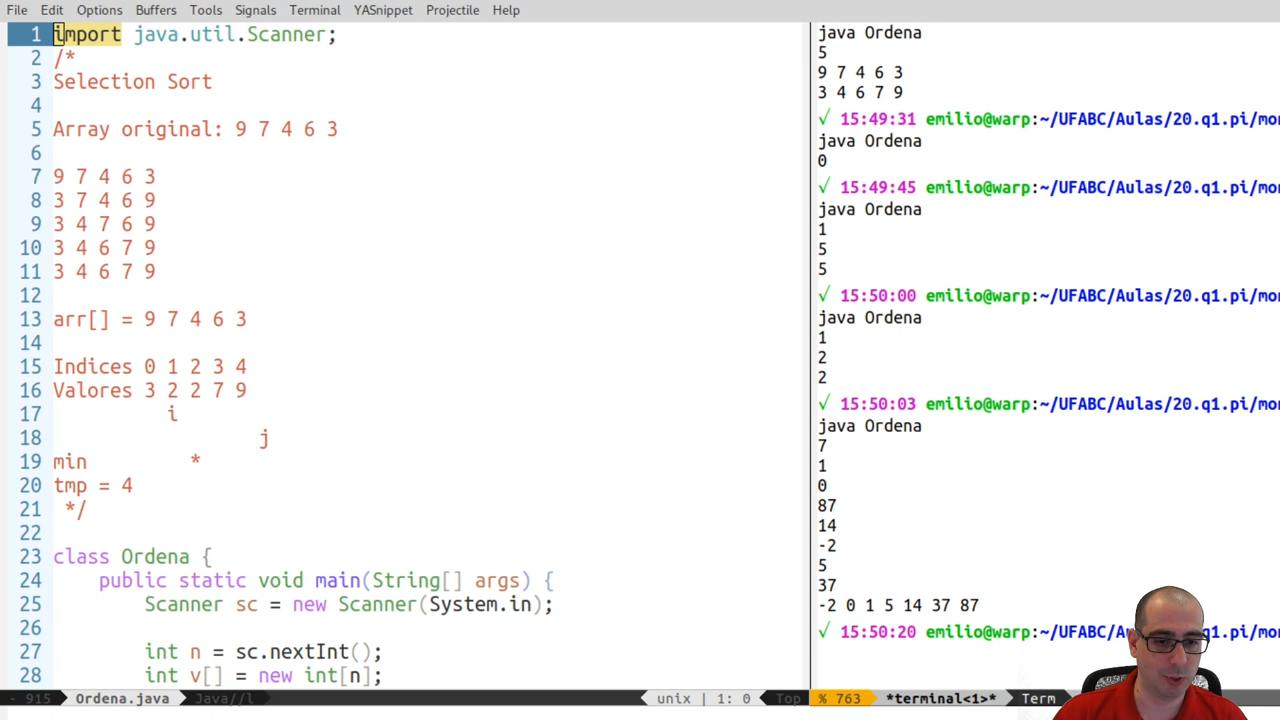 File Edit Options Buffers Tools Signals Terminal YASnippet Projectile Help
1 import java.util.Scanner;
2 /*
3 Selection Sort
4
5 Array original: 9 7 4 6 3
6
7 9 7 4 6 3
8 3 7 4 6 9
9 3 4 7 6 9
10 3 4 6 7 9
11 3 4 6 7 9
12
13 arr[] = 9 7 4 6 3
14
15 Indices 0 1 2 3 4
16 Valores 3 2 2 7 9
17 i
18 j
19 min *
20 tmp = 4
21 */
22
23 class Ordena {
24 public static void main(String[] args) {
25 Scanner sc = new Scanner(System.in);
26
27 int n = sc.nextInt();
28 int v[] = new int[n];
- 915 Ordena.java Java//l unix | 1: 0 Top
java Ordena
5
9 7 4 6 3
3 4 6 7 9
√ 15:49:31 emilio@warp:~/UFABC/Aulas/20.q1.pi/mo
java Ordena
0
√ 15:49:45 emilio@warp:~/UFABC/Aulas/20.q1.pi/mo
java Ordena
1
5
5
√ 15:50:00 emilio@warp:~/UFABC/Aulas/20.q1.pi/mo
java Ordena
1
2
2
√ 15:50:03 emilio@warp:~/UFABC/Aulas/20.q1.pi/mo
java Ordena
7
1
0
87
14
-2
5
37
-2 0 1 5 14 37 87
√ 15:50:20 emilio@warp:~/UFABC/A
% 763 *terminal<1>* Term